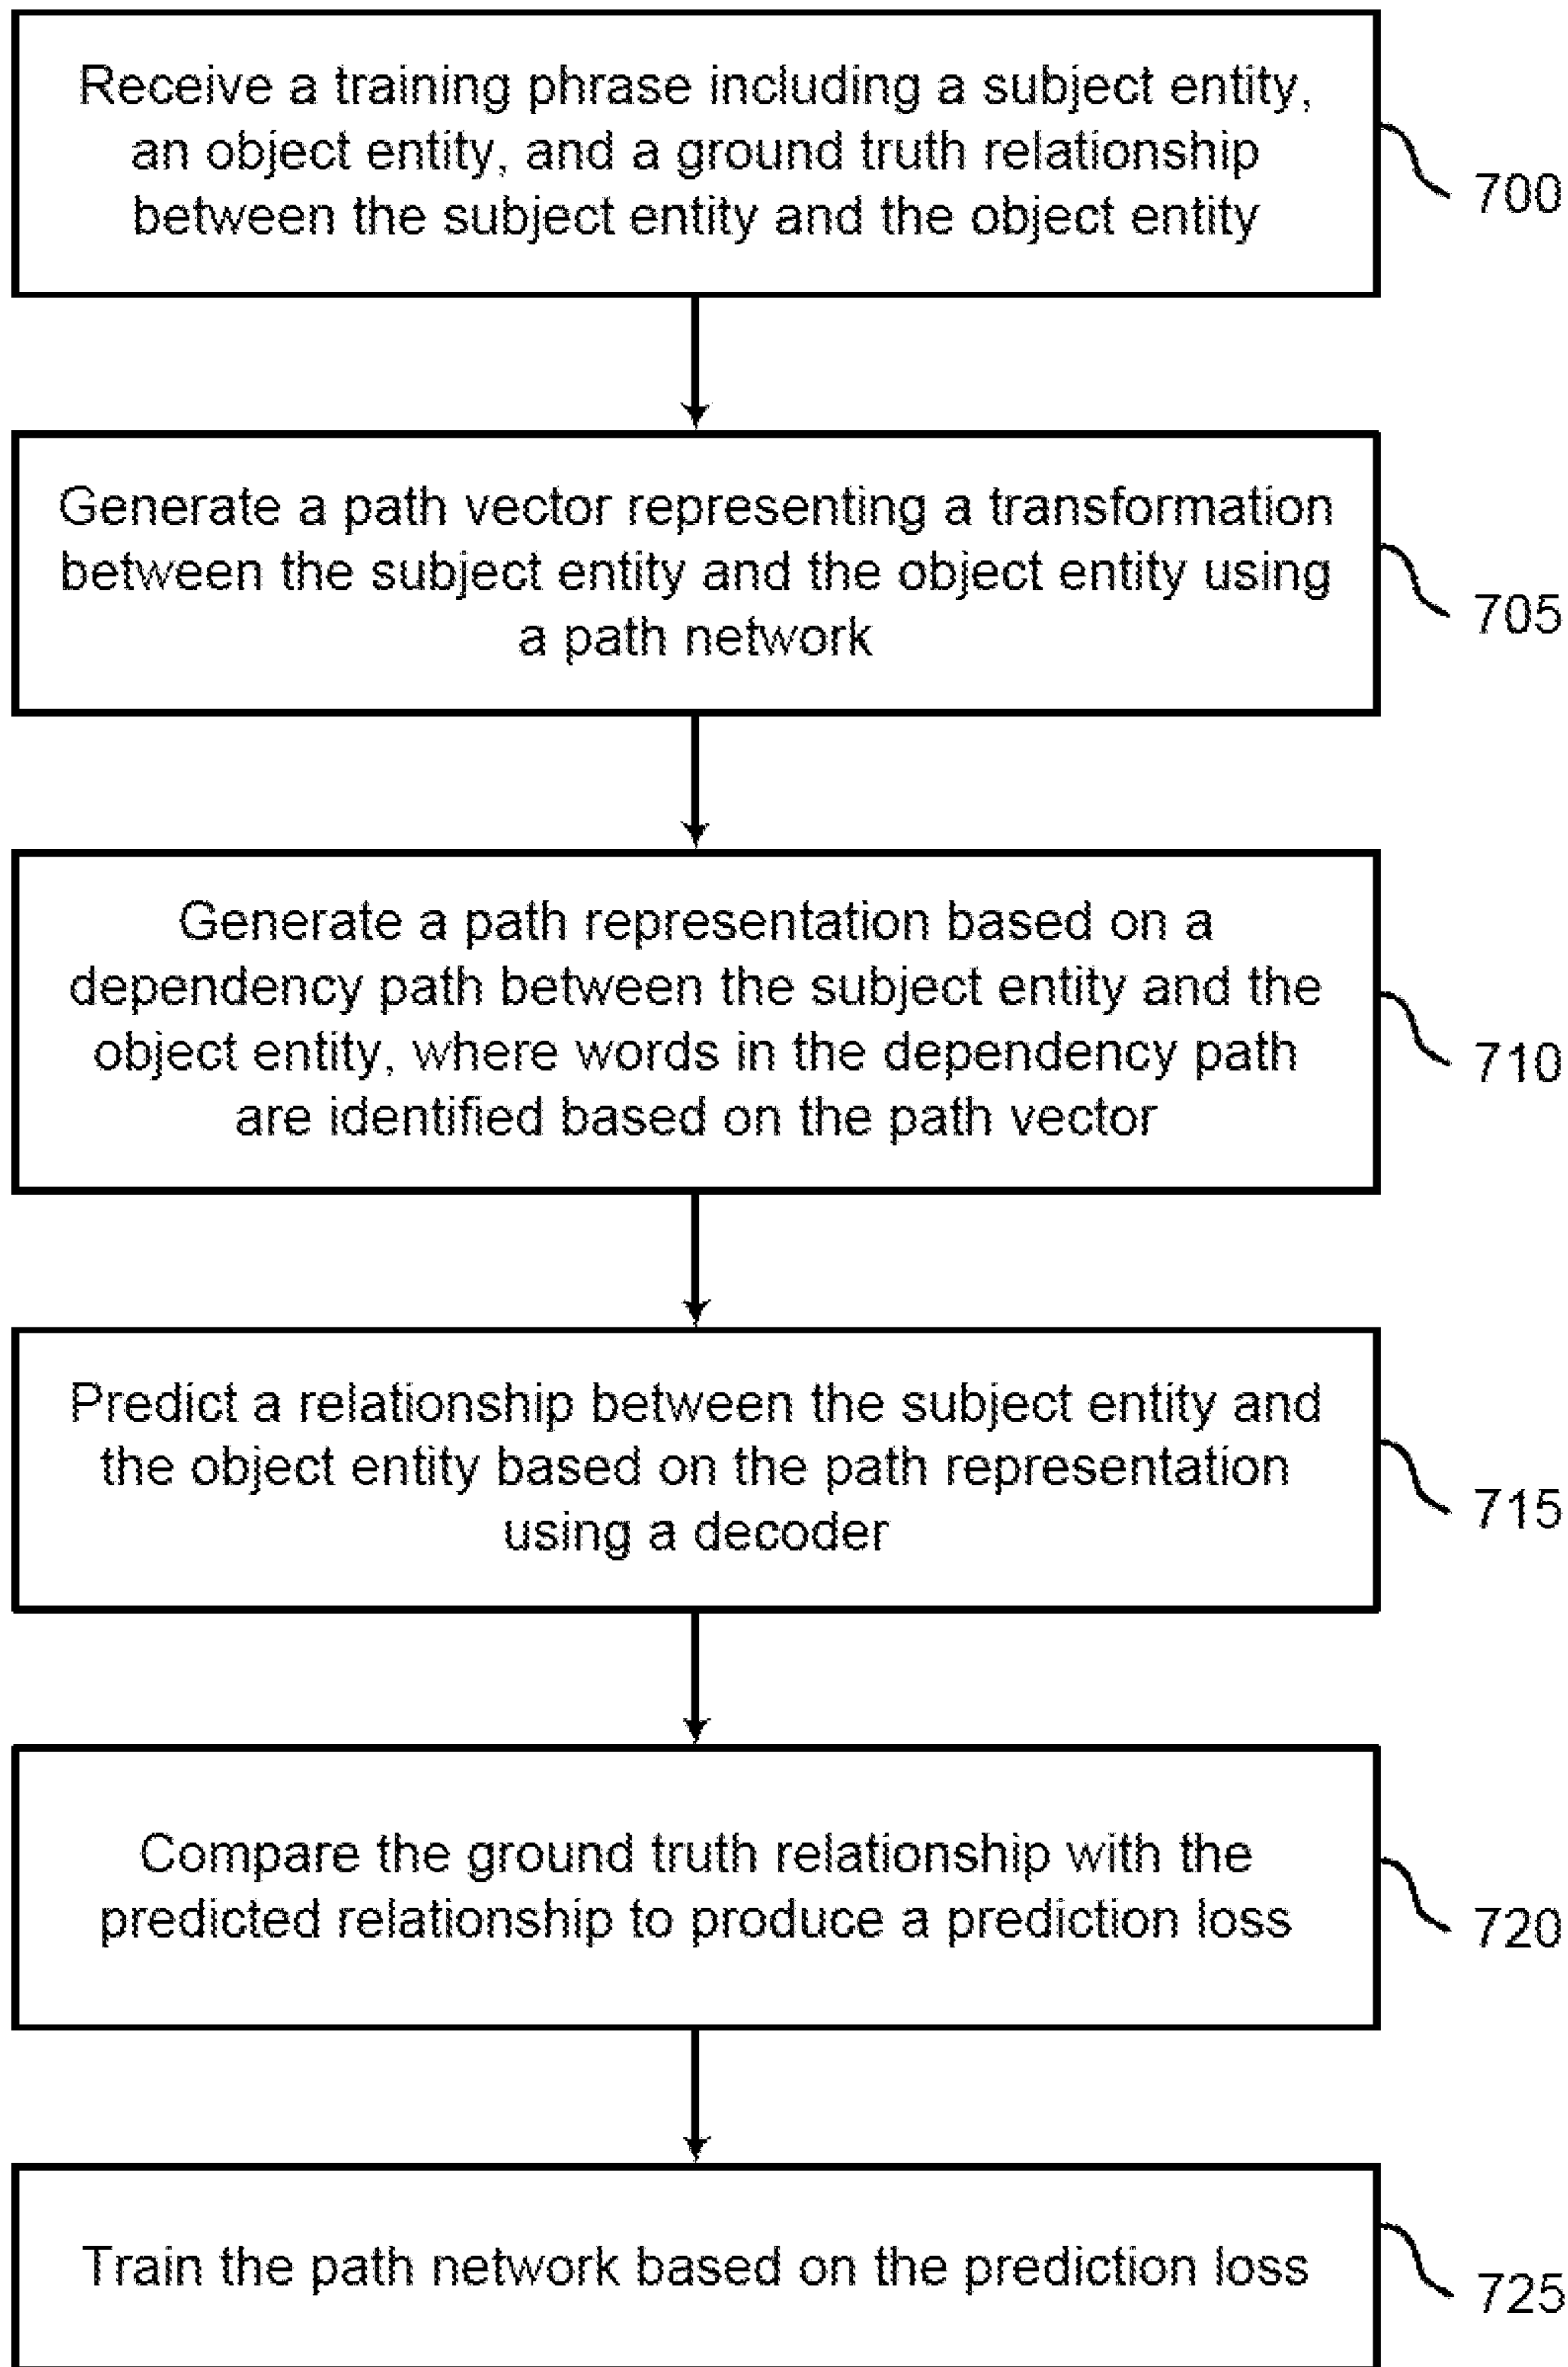 Receive a training phrase including a subject entity,
an object entity, and a ground truth relationship
between the subject entity and the object entity
700
Generate a path vector representing a transformation
between the subject entity and the object entity using
a path network
705
Generate a path representation based on a
dependency path between the subject entity and the
object entity, where words in the dependency path
are identified based on the path vector
710
Predict a relationship between the subject entity and
the object entity based on the path representation
using a decoder
715
Compare the ground truth relationship with the
predicted relationship to produce a prediction loss
720
Train the path network based on the prediction loss
725